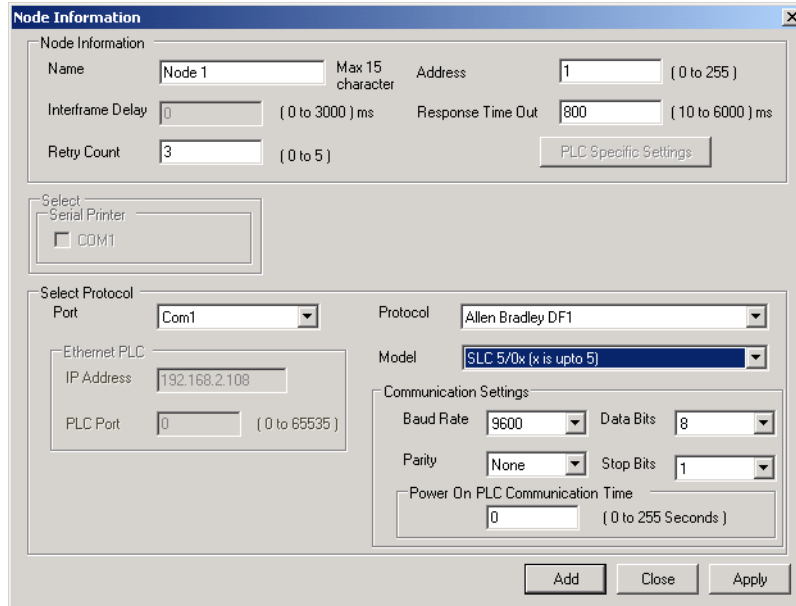 Node Information
Node Information
Name Node 1 Max 15 character Address 1 ( 0 to 255 )
Interframe Delay 0 ( 0 to 3000 ) ms Response Time Out 800 ( 10 to 6000 ) ms
Retry Count 3 ( 0 to 5 ) PLC Specific Settings
Select
Serial Printer
COM1
Select Protocol
Port Com1 Protocol Allen Bradley DF1
Ethernet PLC Model SLC 5/0x (x is upto 5)
IP Address 192.168.2.108
PLC Port 0 ( 0 to 65535 )
Communication Settings
Baud Rate 9600 Data Bits 8
Parity None Stop Bits 1
Power On PLC Communication Time
0 ( 0 to 255 Seconds )
Add Close Apply